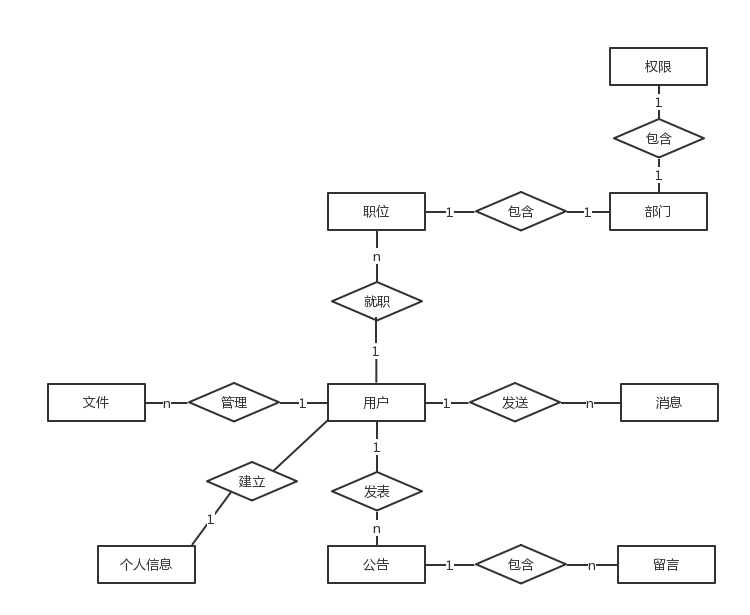 权限
1
包含
1
职位
1
包含
1
部门
n
就职
1
文件
n
管理
1
用户
1
发送
n
消息
1
建立
发表
1
n
个人信息
公告
1
包含
n
留言